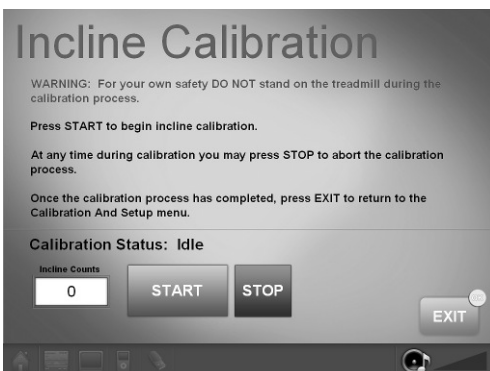 Incline Calibration
WARNING: For your own safety DO NOT stand on the treadmill during the
calibration process.
Press START to begin incline calibration.
At any time during calibration you may press STOP to abort the calibration
process.
Once the calibration process has completed, press EXIT to return to the
Calibration And Setup menu.
Calibration Status: Idle
Incline Counts
0
START
STOP
EXIT